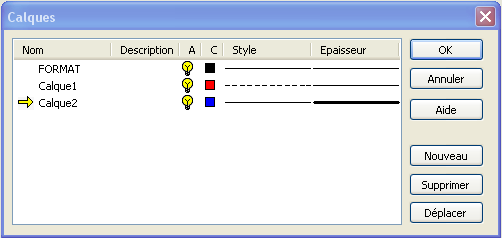 Calques
Nom Description A C Style Epaisseur
FORMAT
Calque1
Calque2
OK
Annuler
Aide
Nouveau
Supprimer
Déplacer